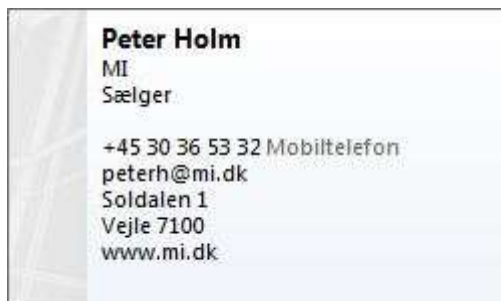 Peter Holm
MI
Sælger
+45 30 36 53 32 Mobiltelefon
peterh@mi.dk
Soldalen 1
Vejle 7100
www.mi.dk